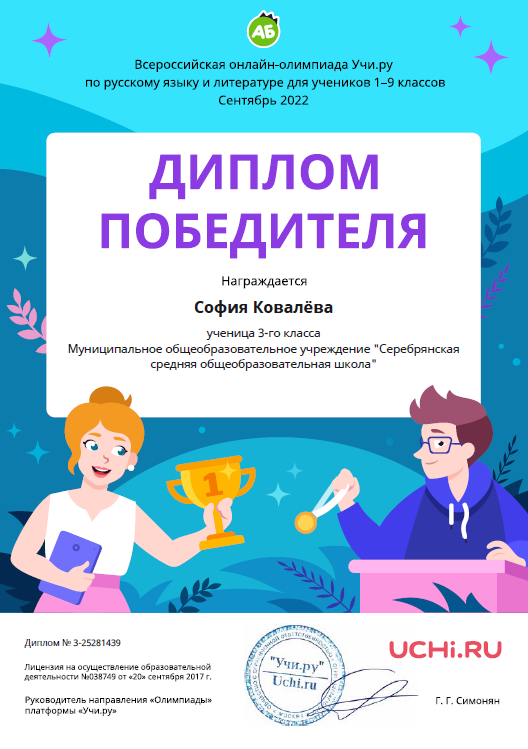 АБ
Всероссийская онлайн-олимпиада Учи.ру
по русскому языку и литературе для учеников 1–9 классов
Сентябрь 2022
ДИПЛОМ
ПОБЕДИТЕЛЯ
Награждается
София Ковалёва
ученица 3-го класса
Муниципальное общеобразовательное учреждение "Серебрянская
средняя общеобразовательная школа"
1
Диплом № 3-25281439
Лицензия на осуществление образовательной
деятельности №038749 от «20» сентября 2017 г.
Руководитель направления «Олимпиады»
платформы «Учи.ру»
"Учи.ру"
Uchi.ru
МОСКВА
UCHi.RU
Г. Г. Симонян